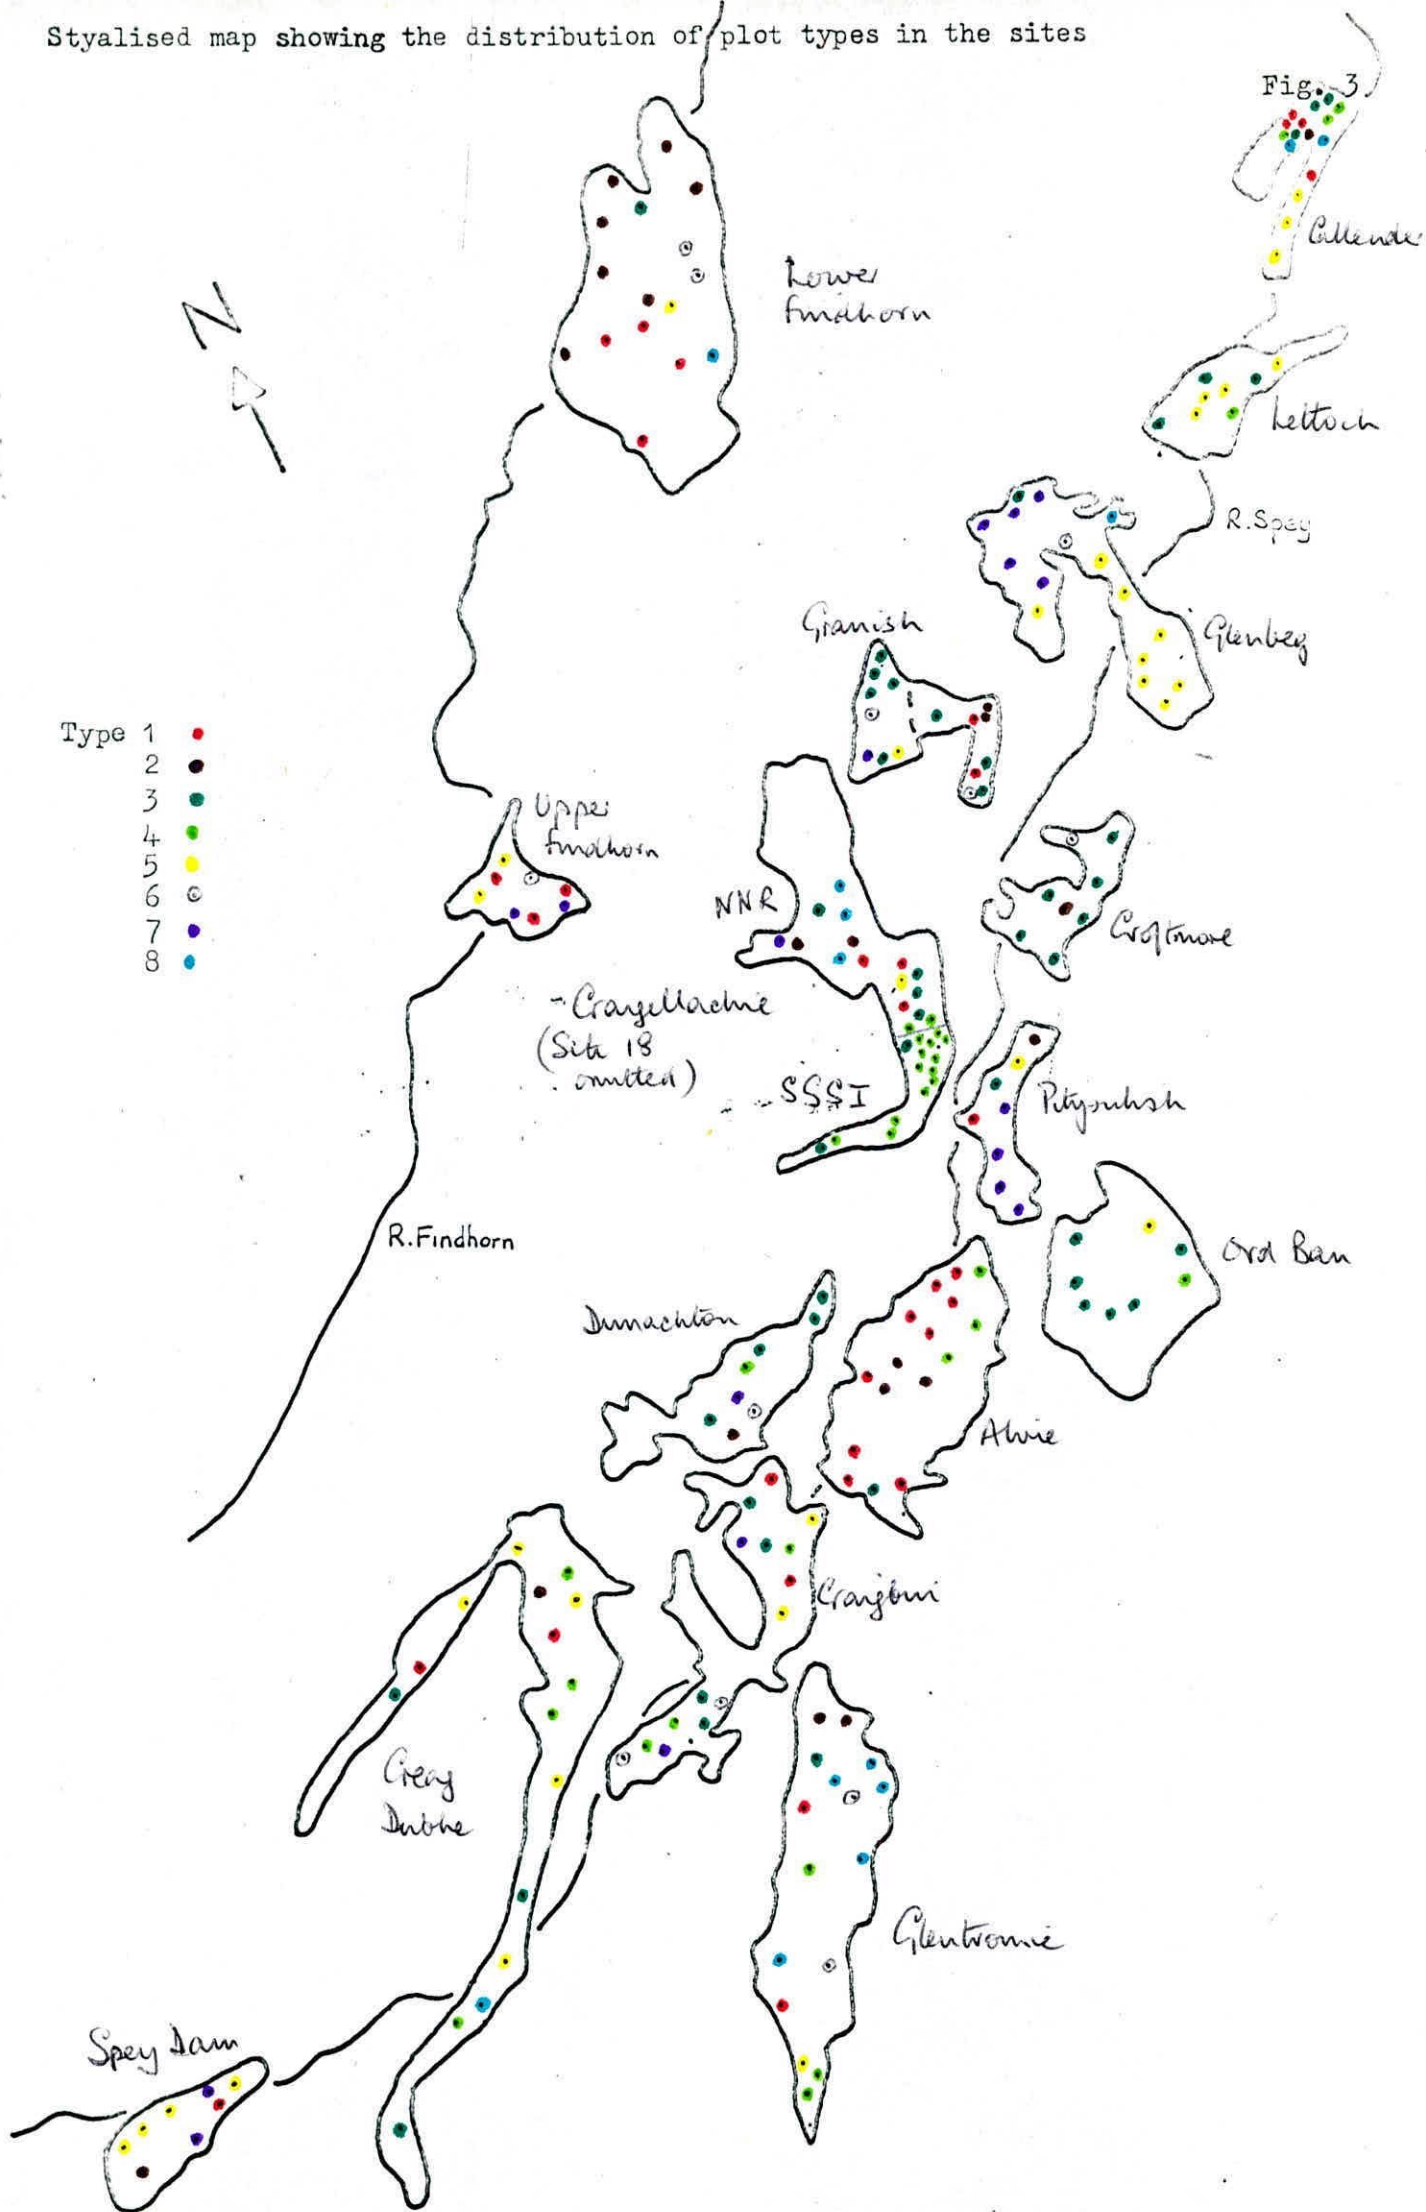 Styalised map showing the distribution of plot types in the sites
Fig. 3
Callender
Lower
Findhorn
N
Lettoch
R.Spey
Glenbeg
Granish
Type 1
2
3
4
5
6
7
8
Upper
Findhorn
NNR
Croftmore
Craigellachie
(Site 18
omitted)
SSSI
Pityoulish
R.Findhorn
Ord Ban
Dunachton
Alvie
Craigbui
Creag
Dubhe
Glentromie
Spey Dam